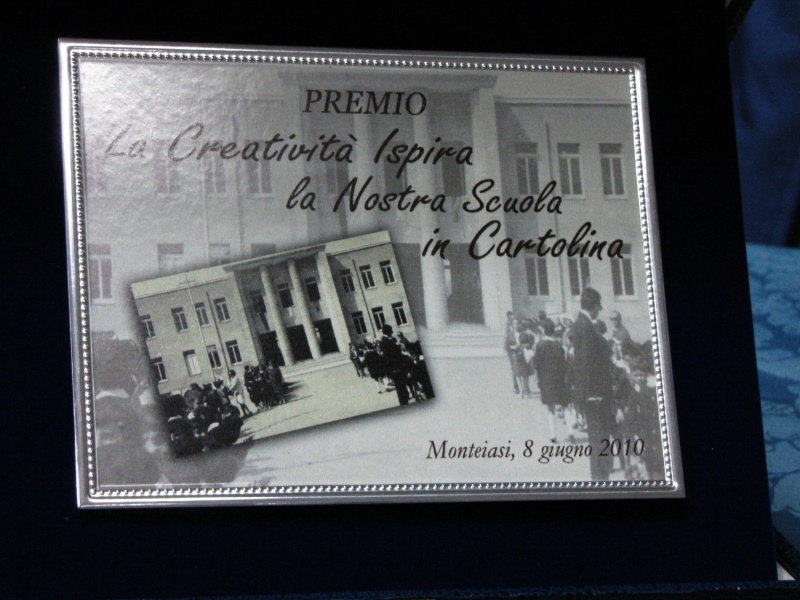 PREMIO
La Creatività Ispira
la Nostra Scuola
in Cartolina
Monteiasi, 8 giugno 2010